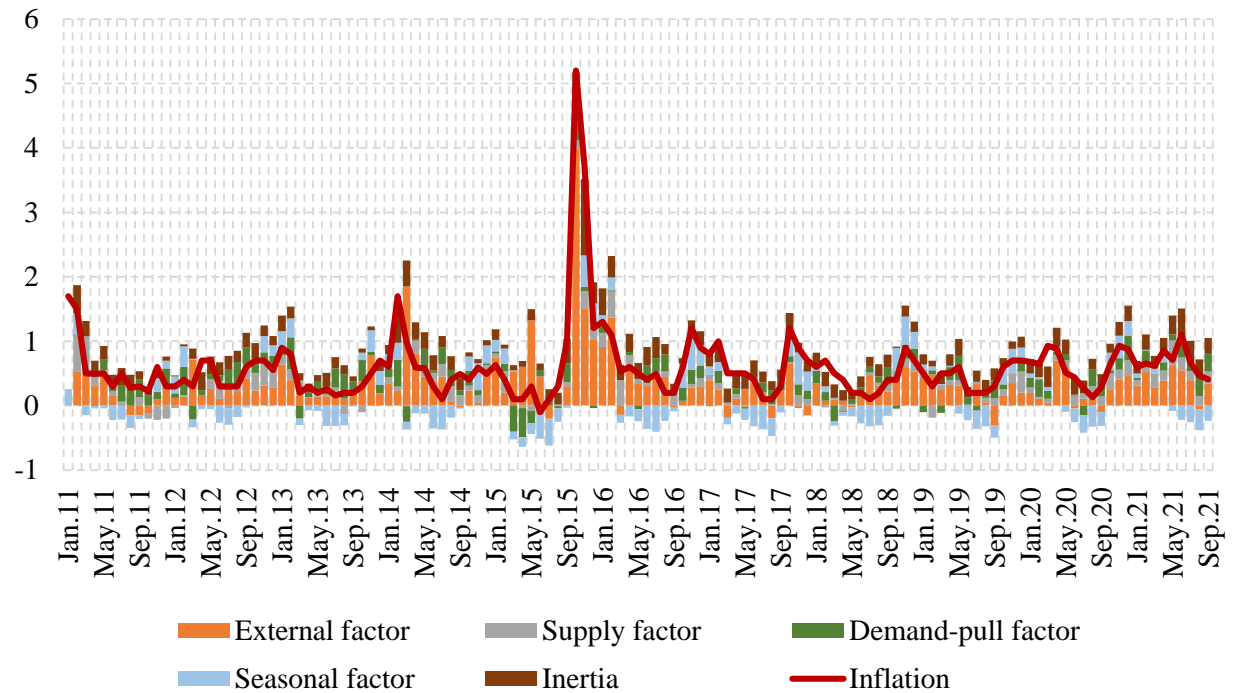 6
5
4
3
2
1
0
-1
Jan.11
May.11
Sep.11
Jan.12
May.12
Sep.12
Jan.13
May.13
Sep.13
Jan.14
May.14
Sep.14
Jan.15
May.15
Sep.15
Jan.16
May.16
Sep.16
Jan.17
May.17
Sep.17
Jan.18
May.18
Sep.18
Jan.19
May.19
Sep.19
Jan.20
May.20
Sep.20
Jan.21
May.21
Sep.21
External factor
Supply factor
Demand-pull factor
Seasonal factor
Inertia
Inflation